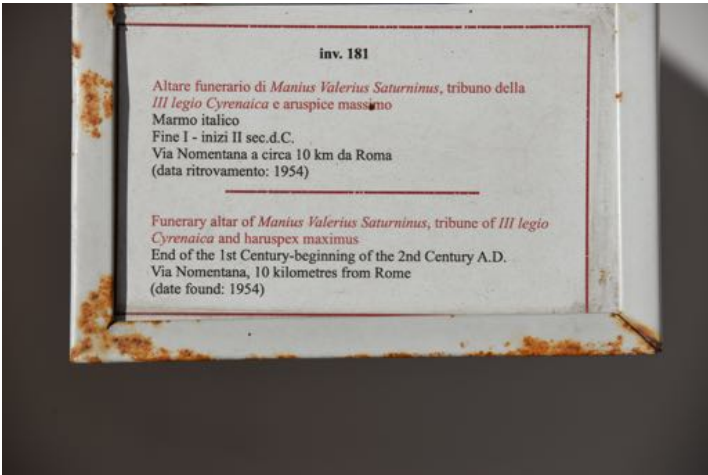 inv. 181
Altare funerario di Manius Valerius Saturninus, tribuno della
III legio Cyrenaica e aruspice massimo
Marmo italico
Fine I - inizi II sec.d.C.
Via Nomentana a circa 10 km da Roma
(data ritrovamento: 1954)
Funerary altar of Manius Valerius Saturninus, tribune of III legio
Cyrenaica and haruspex maximus
End of the 1st Century-beginning of the 2nd Century A.D.
Via Nomentana, 10 kilometres from Rome
(date found: 1954)